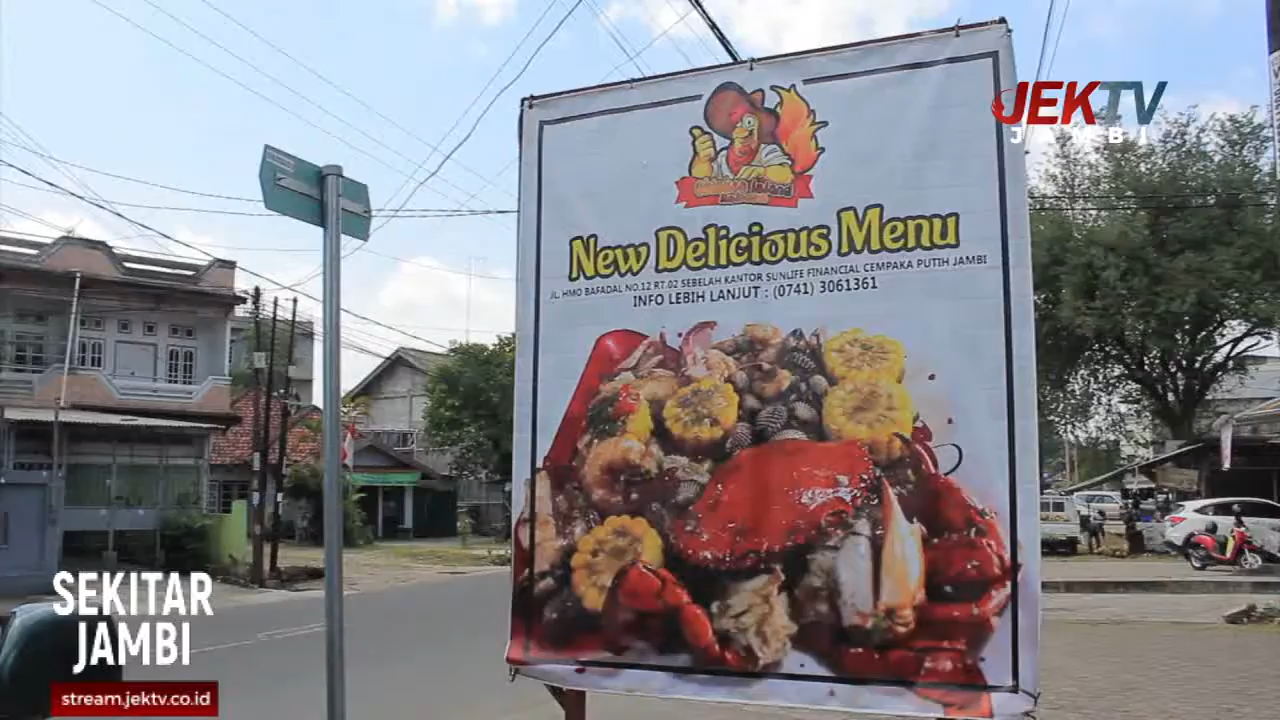 JEKTV
JAMBI
New Delicious Menu
JL. HMO BAFADAL NO.12 RT.02 SEBELAH KANTOR SUNLIFE FINANCIAL CEMPAKA PUTIH JAMBI
INFO LEBIH LANJUT : (0741) 3061361
SEKITAR
JAMBI
stream.jektv.co.id